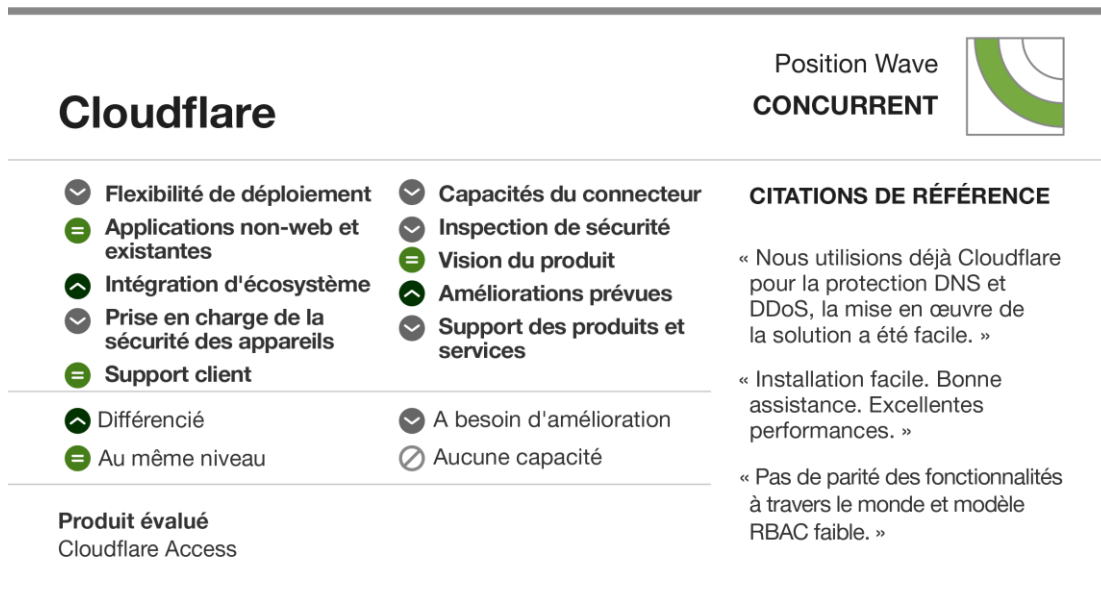 Position Wave
CONCURRENT
Cloudflare
Flexibilité de déploiement
Applications non-web et
existantes
Intégration d'écosystème
Prise en charge de la
sécurité des appareils
Support client
Capacités du connecteur
Inspection de sécurité
Vision du produit
Améliorations prévues
Support des produits et
services
Différencié
Au même niveau
A besoin d'amélioration
Aucune capacité
Produit évalué
Cloudflare Access
CITATIONS DE RÉFÉRENCE
« Nous utilisions déjà Cloudflare
pour la protection DNS et
DDoS, la mise en œuvre de
la solution a été facile. »
« Installation facile. Bonne
assistance. Excellentes
performances. »
« Pas de parité des fonctionnalités
à travers le monde et modèle
RBAC faible. »